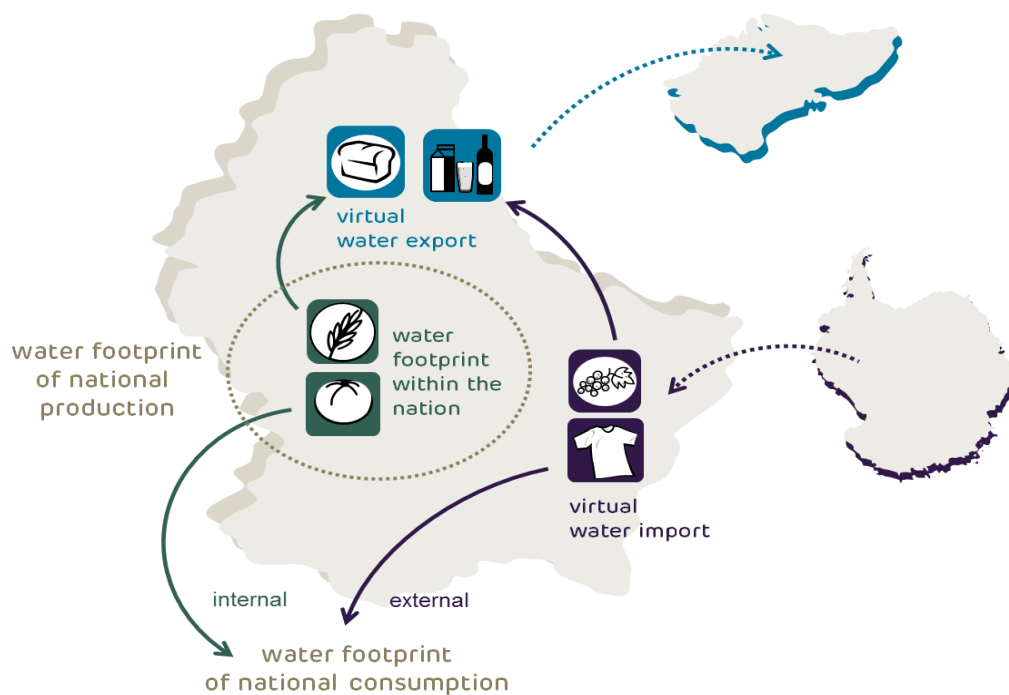 virtual
water export
water footprint
of national
production
water
footprint
within the
nation
virtual
water import
internal
external
water footprint
of national consumption